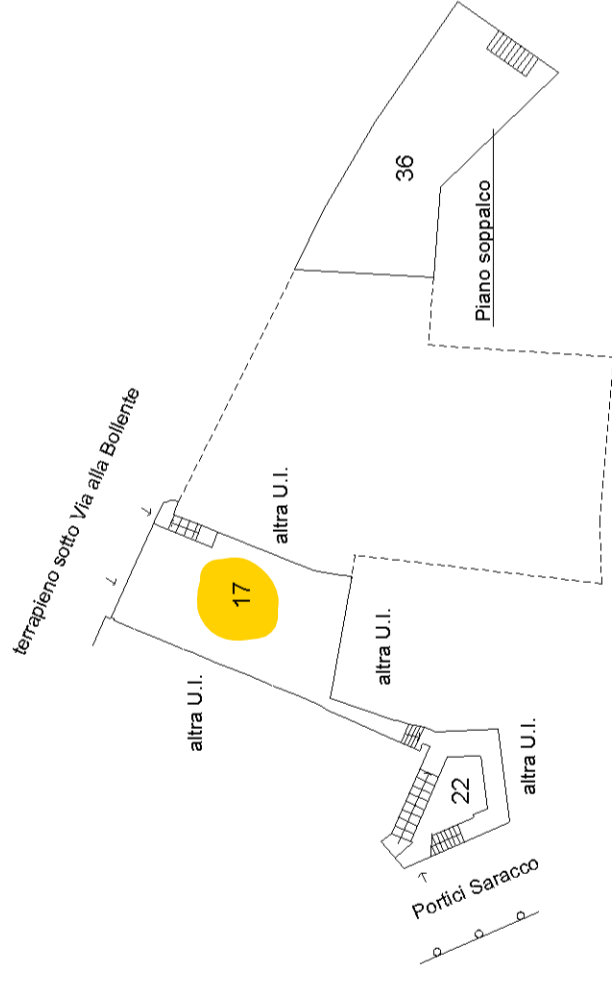 terrapieno sotto Via alla Bollente
36
Piano soppalco
altra U.I.
17
altra U.I.
altra U.I.
22
altra U.I.
Portici Saracco